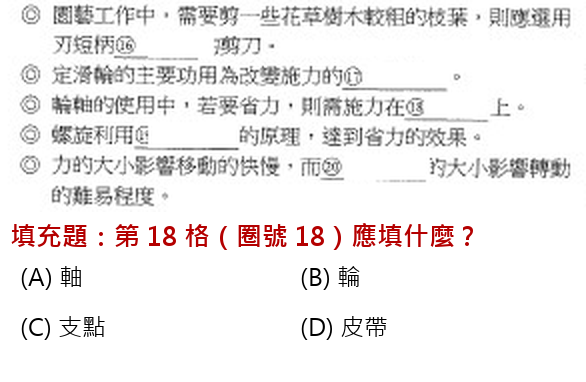 ◎ 園藝工作中，需要剪一些花草樹木較粗的枝葉，則應選用
刃短柄⑯剪刀。
◎ 定滑輪的主要功用為改變施力的⑰。
◎ 輪軸的使用中，若要省力，則需施力在⑱上。
◎ 螺旋利用的原理，達到省力的效果。
◎ 力的大小影響移動的快慢，而⑳的大小影響轉動
的難易程度。
填充題：第 18 格（圈號 18）應填什麼？
(A) 軸
(B) 輪
(C) 支點
(D) 皮帶